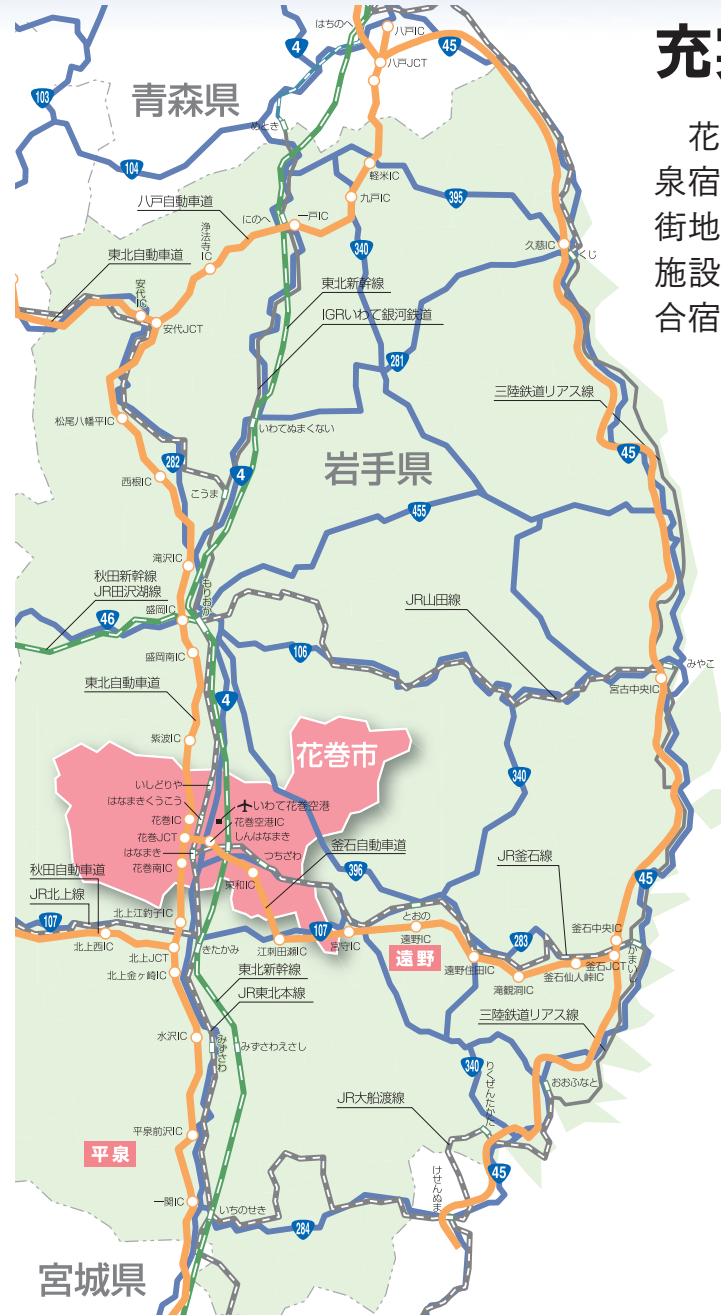 充実
花
泉宿
街地
施設
合宿
はちのへ
八戸IC
4
45
八戸JCT
103
青森県
めとき
104
軽米IC
395
九戸IC
八戸自動車道
にのへ
一戸IC
浄法寺IC
340
久慈IC
くじ
東北自動車道
安代IC
東北新幹線
安代JCT
IGRいわて銀河鉄道
281
三陸鉄道リアス線
松尾八幡平IC
いわてぬまくない
45
282
4
岩手県
西根IC
こうま
455
滝沢IC
秋田新幹線
JR田沢湖線
もりおか
JR山田線
46
盛岡IC
盛岡南IC
106
みやこ
宮古中央IC
東北自動車道
4
紫波IC
花巻市
340
いしどりや
はなまきくうこう
いわて花巻空港
花巻IC
花巻空港IC
花巻JCT
しんはなまき
釜石自動車道
はなまき
つちざわ
JR釜石線
花巻南IC
秋田自動車道
東和IC
396
45
JR北上線
107
北上江釣子IC
107
とおの
283
釜石中央IC
北上西IC
きたかみ
江刺田瀬IC
宮守IC
遠野IC
かまいし
北上JCT
遠野
遠野住田IC
釜石JCT
北上金ヶ崎IC
東北新幹線
滝観洞IC
釜石仙人峠IC
JR東北本線
三陸鉄道リアス線
水沢IC
みずさわ
みずさわえさし
りくぜんたかた
340
おおふなと
JR大船渡線
平泉前沢IC
平泉
けせんぬま
45
一関IC
いちのせき
284
宮城県